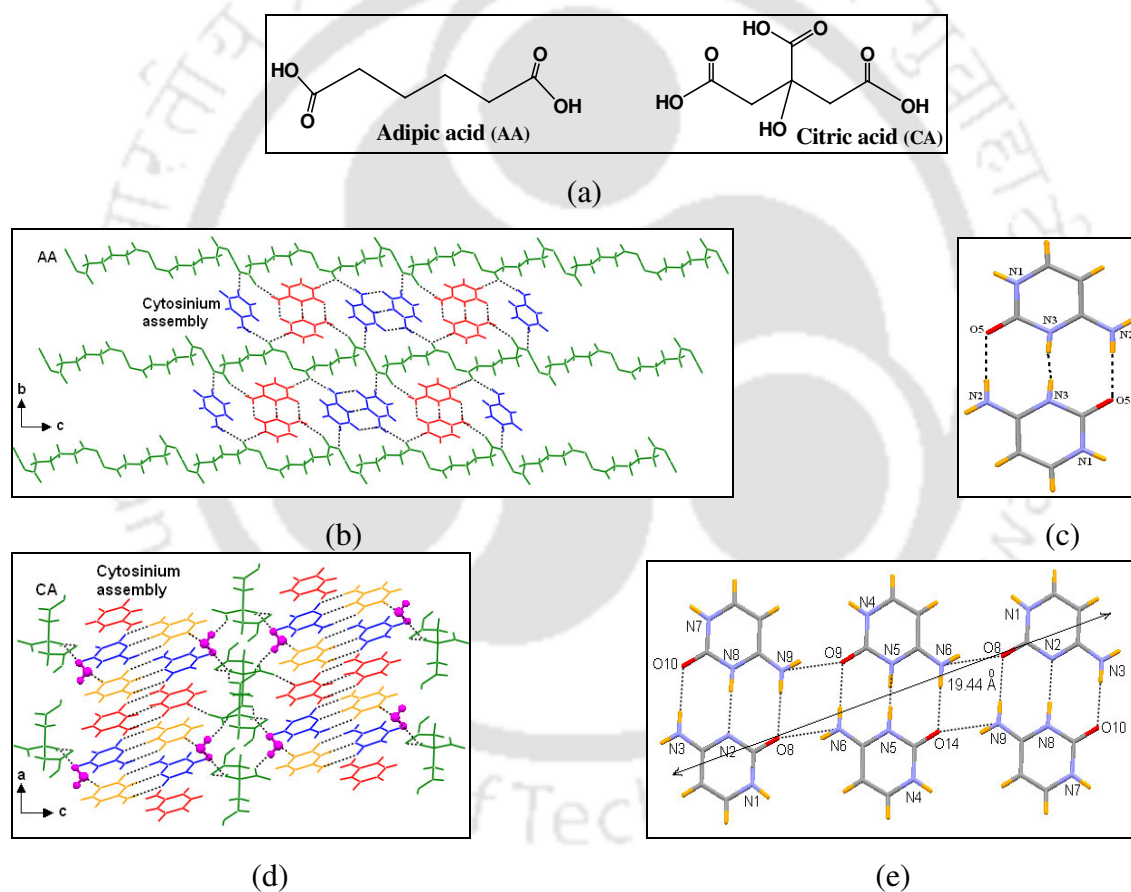 HO
O
O
OH
Adipic acid (AA)
HO
O
O
HO
O
OH
HO
Citric acid (CA)
(a)
AA
Cytosinium
assembly
b
c
(b)
N1
O5
N3
N2
N2
N3
O5
N1
(c)
CA
Cytosinium
assembly
a
c
(d)
N7
N4
N1
O10
N8
N9
O9
N5
N6
O8
N2
N3
19.44 Å
N3
N2
O8
N6
N5
O14
N9
N8
O10
N1
N4
N7
(e)
of Tec